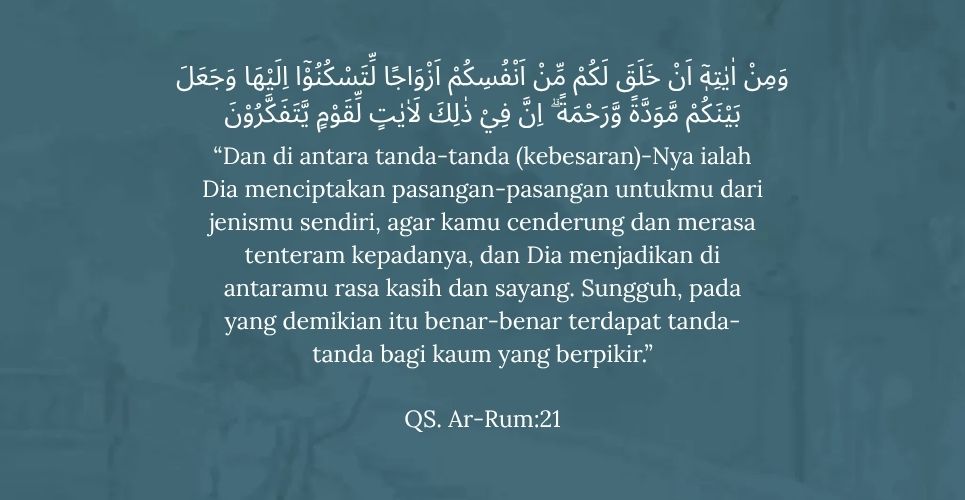 وَمِنْ اٰيٰتِهٖٓ اَنْ خَلَقَ لَكُمْ مِّنْ اَنْفُسِكُمْ اَزْوَاجًا لِّتَسْكُنُوْٓا اِلَيْهَا وَجَعَلَ
بَيْنَكُمْ مَّوَدَّةً وَّرَحْمَةً ۗاِنَّ فِيْ ذٰلِكَ لَاٰيٰتٍ لِّقَوْمٍ يَّتَفَكَّرُوْنَ
“Dan di antara tanda-tanda (kebesaran)-Nya ialah
Dia menciptakan pasangan-pasangan untukmu dari
jenismu sendiri, agar kamu cenderung dan merasa
tenteram kepadanya, dan Dia menjadikan di
antaramu rasa kasih dan sayang. Sungguh, pada
yang demikian itu benar-benar terdapat tanda-
tanda bagi kaum yang berpikir.”
QS. Ar-Rum:21